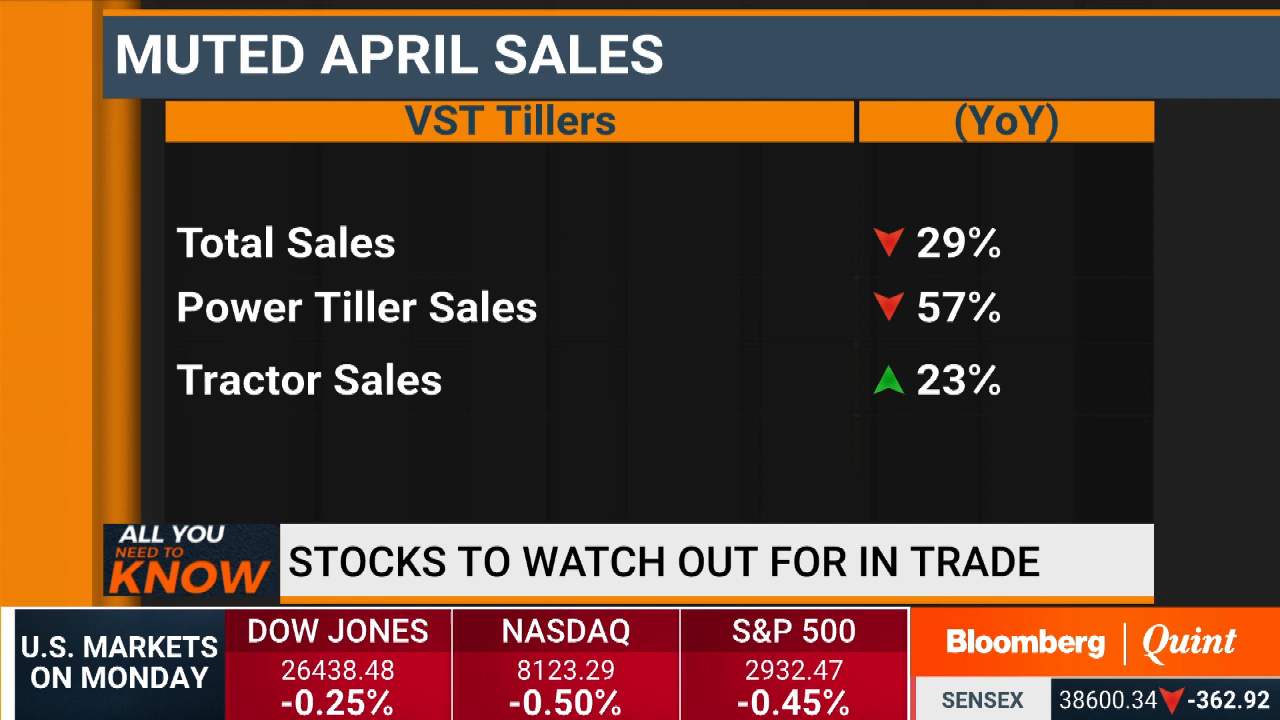 MUTED APRIL SALES
VST Tillers (YoY)
Total Sales 29%
Power Tiller Sales 57%
Tractor Sales 23%
ALL YOU
NEED TO
KNOW
STOCKS TO WATCH OUT FOR IN TRADE
U.S. MARKETS
ON MONDAY
DOW JONES
26438.48
-0.25%
NASDAQ
8123.29
-0.50%
S&P 500
2932.47
-0.45%
Bloomberg | Quint
SENSEX 38600.34 -362.92